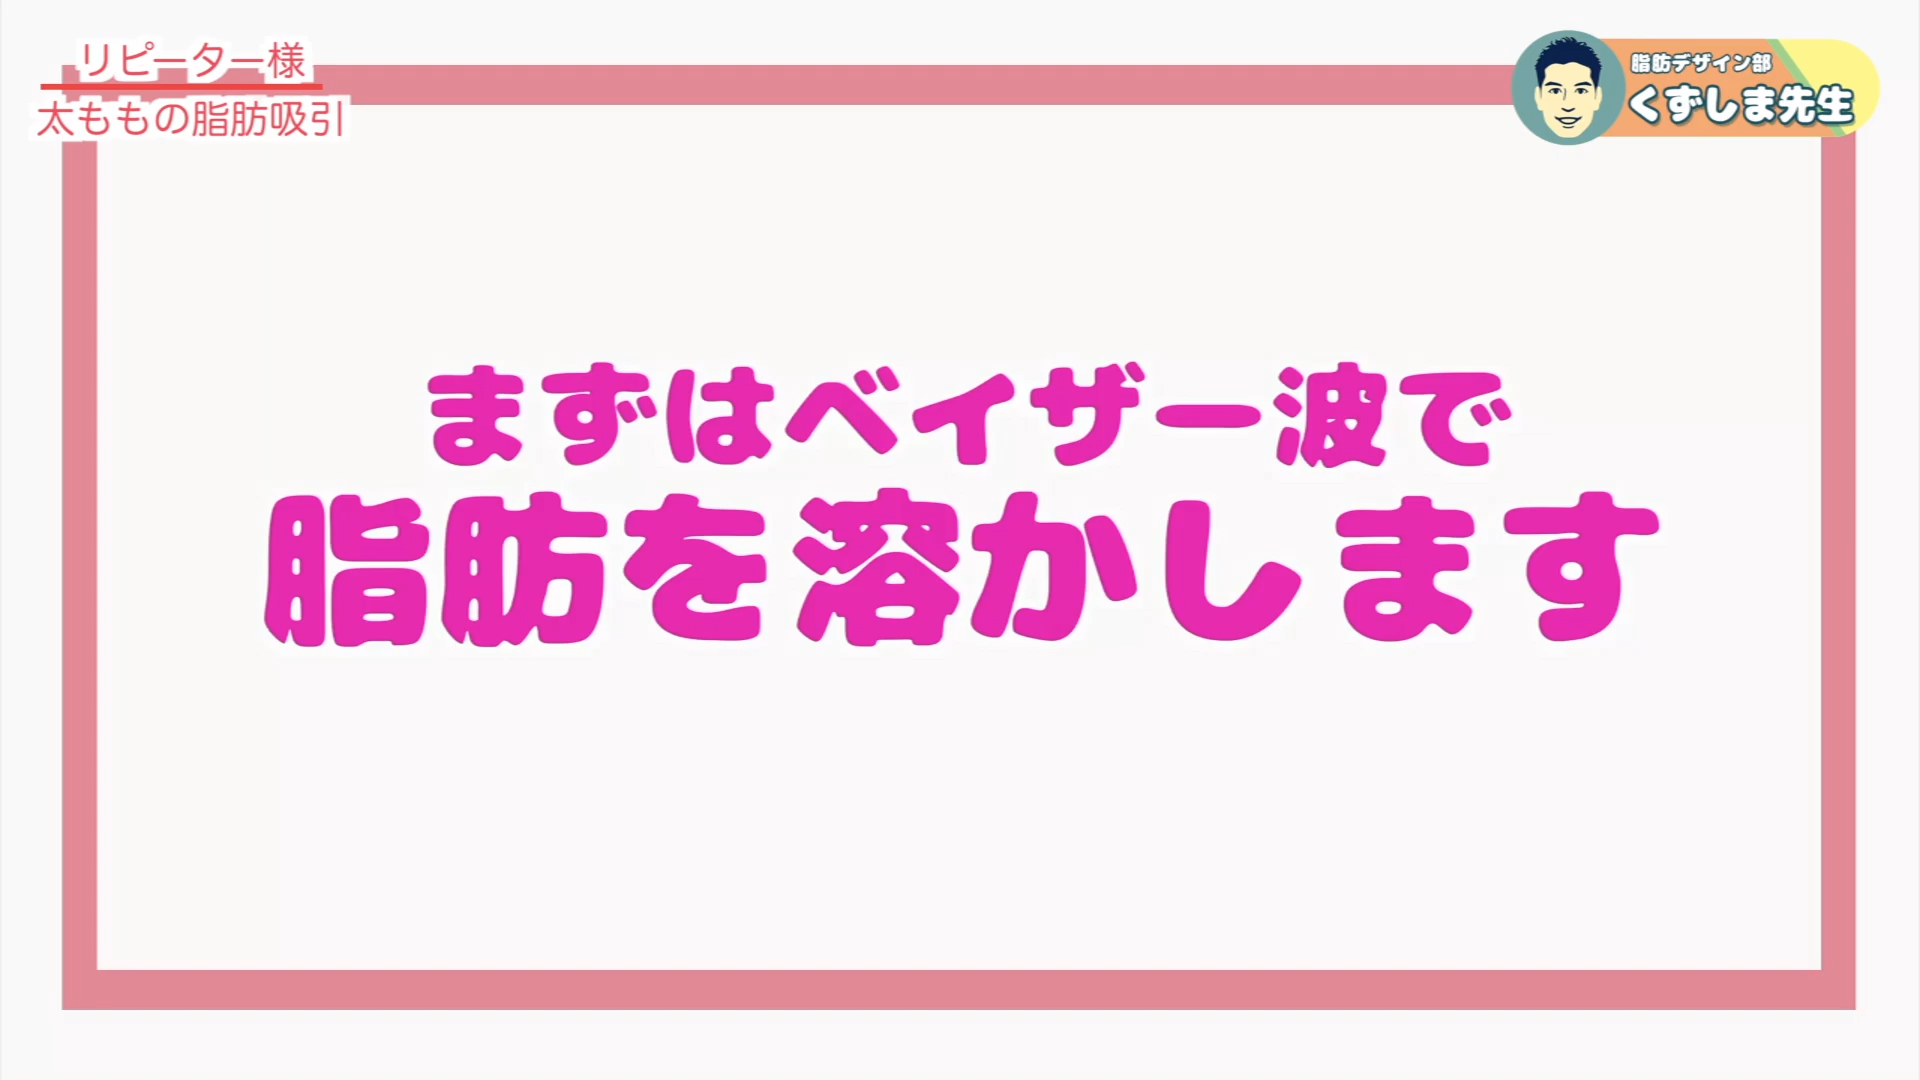 リピーター様
太ももの脂肪吸引
脂肪デザイン部
くずしま先生
まずはベイザー波で
脂肪を溶かします